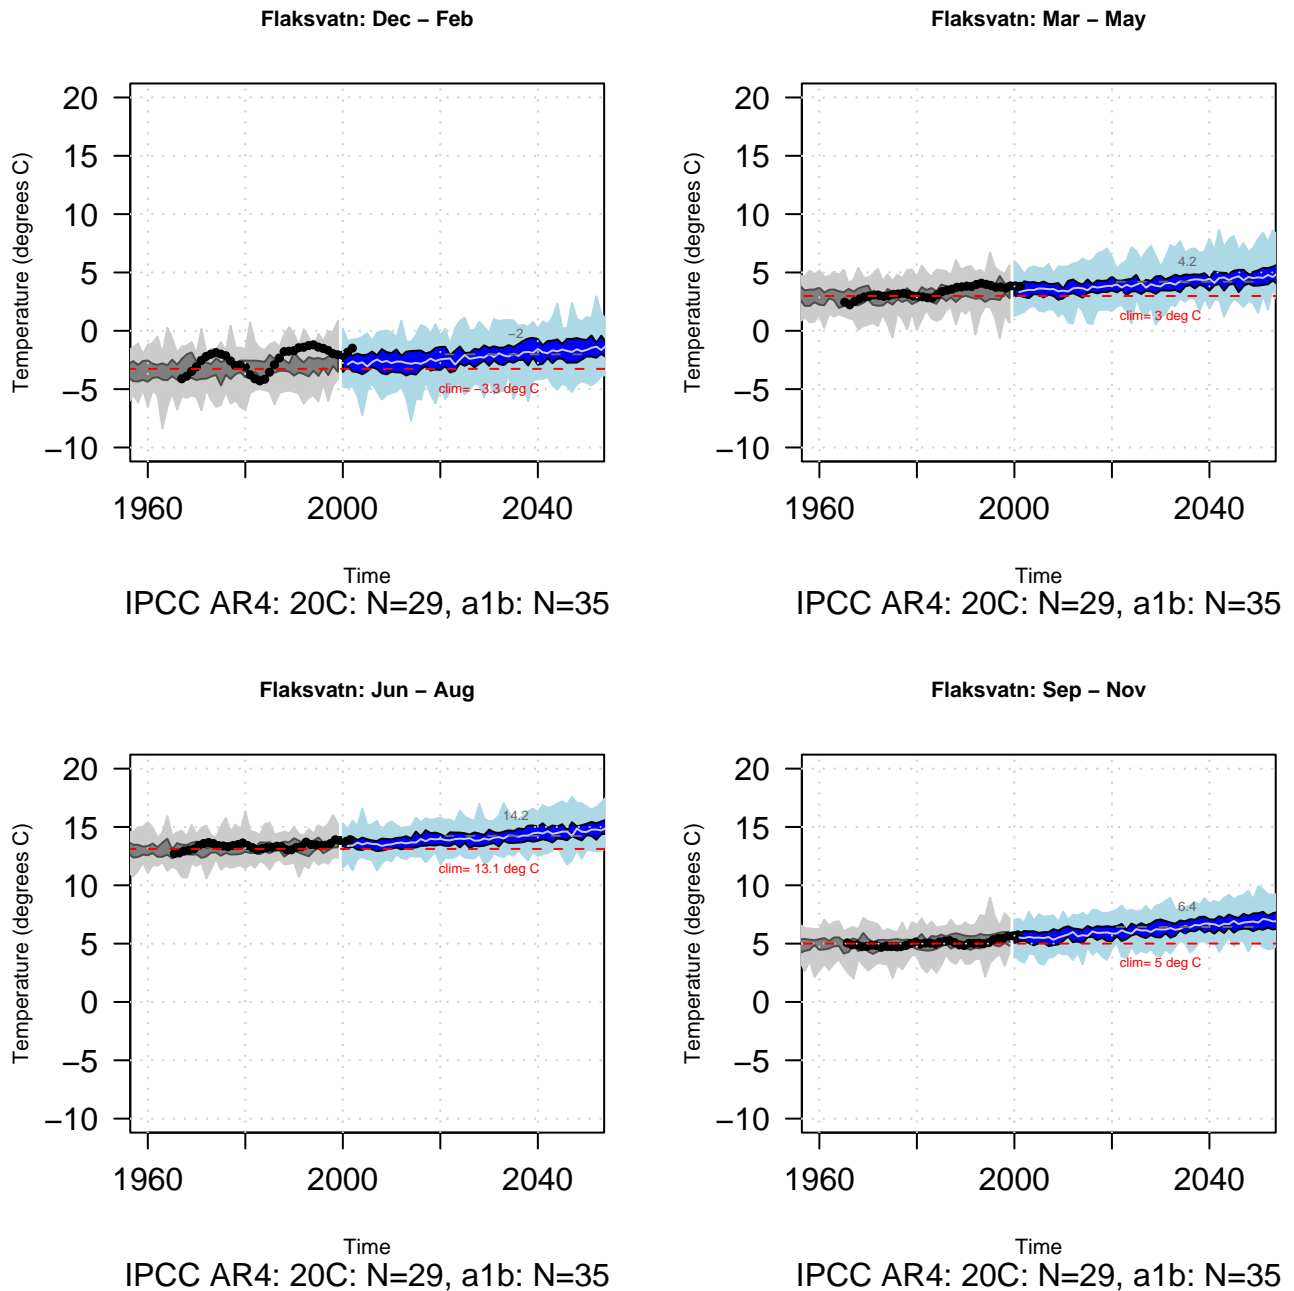 Flaksvatn: Dec − Feb
Temperature (degrees C)
20
15
10
5
0
−5
−10
−2
clim= −3.3 deg C
1960
2000
2040
Time
IPCC AR4: 20C: N=29, a1b: N=35
Flaksvatn: Mar − May
Temperature (degrees C)
20
15
10
5
0
−5
−10
4.2
clim= 3 deg C
1960
2000
2040
Time
IPCC AR4: 20C: N=29, a1b: N=35
Flaksvatn: Jun − Aug
Temperature (degrees C)
20
15
10
5
0
−5
−10
14.2
clim= 13.1 deg C
1960
2000
2040
Time
IPCC AR4: 20C: N=29, a1b: N=35
Flaksvatn: Sep − Nov
Temperature (degrees C)
20
15
10
5
0
−5
−10
6.4
clim= 5 deg C
1960
2000
2040
Time
IPCC AR4: 20C: N=29, a1b: N=35